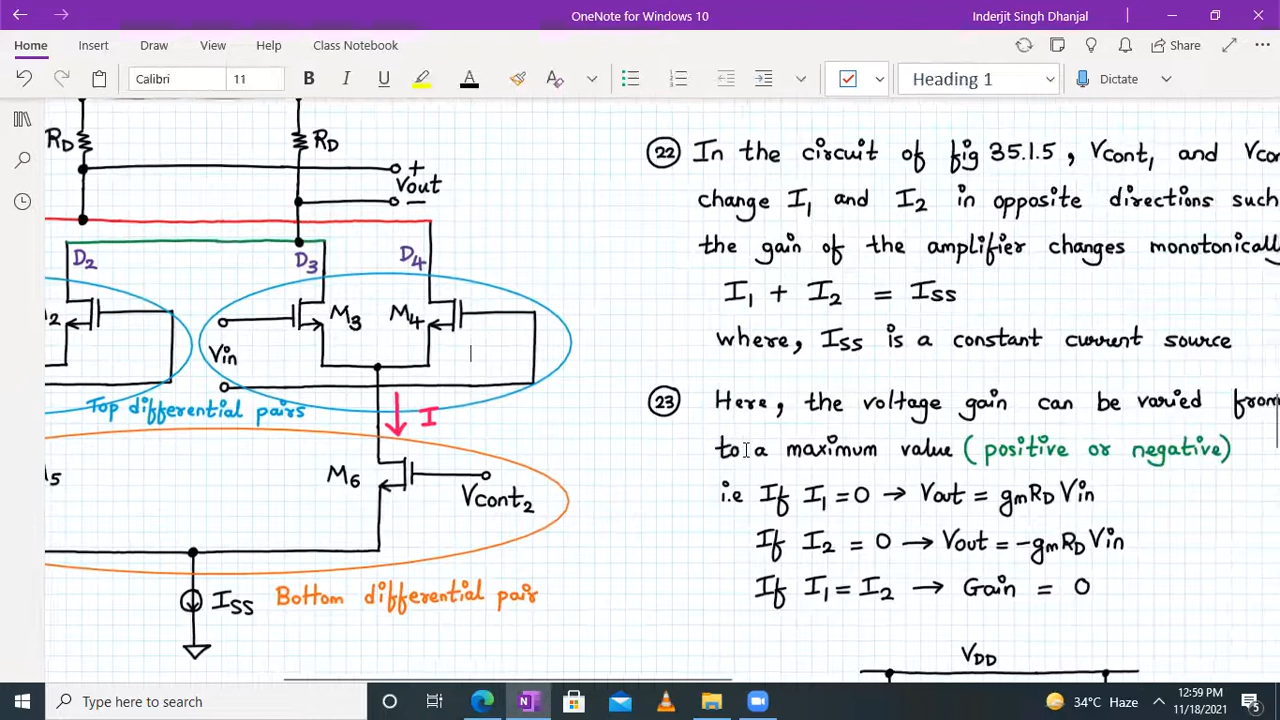 OneNote for Windows 10
Inderjit Singh Dhanjal
Home
Insert
Draw
View
Help
Class Notebook
Share
Calibri
11
B
I
U
A
Heading 1
Dictate
RD
RD
+
Vout
−
D2
D3
D4
M3
M4
Vin
Top differential pairs
I
M6
Vcont2
ISS
Bottom differential pair
22 In the circuit of fig 35.1.5, Vcont1 and
change I1 and I2 in opposite directions such
the gain of the amplifier changes monotonically
I1 + I2 = ISS
where, ISS is a constant current source
23 Here, the voltage gain can be varied from
to a maximum value (positive or negative)
i.e If I1 = 0 → Vout = gmRDVin
If I2 = 0 → Vout = -gmRDVin
If I1 = I2 → Gain = 0
VDD
Type here to search
34°C Haze
12:59 PM
11/18/2021
5